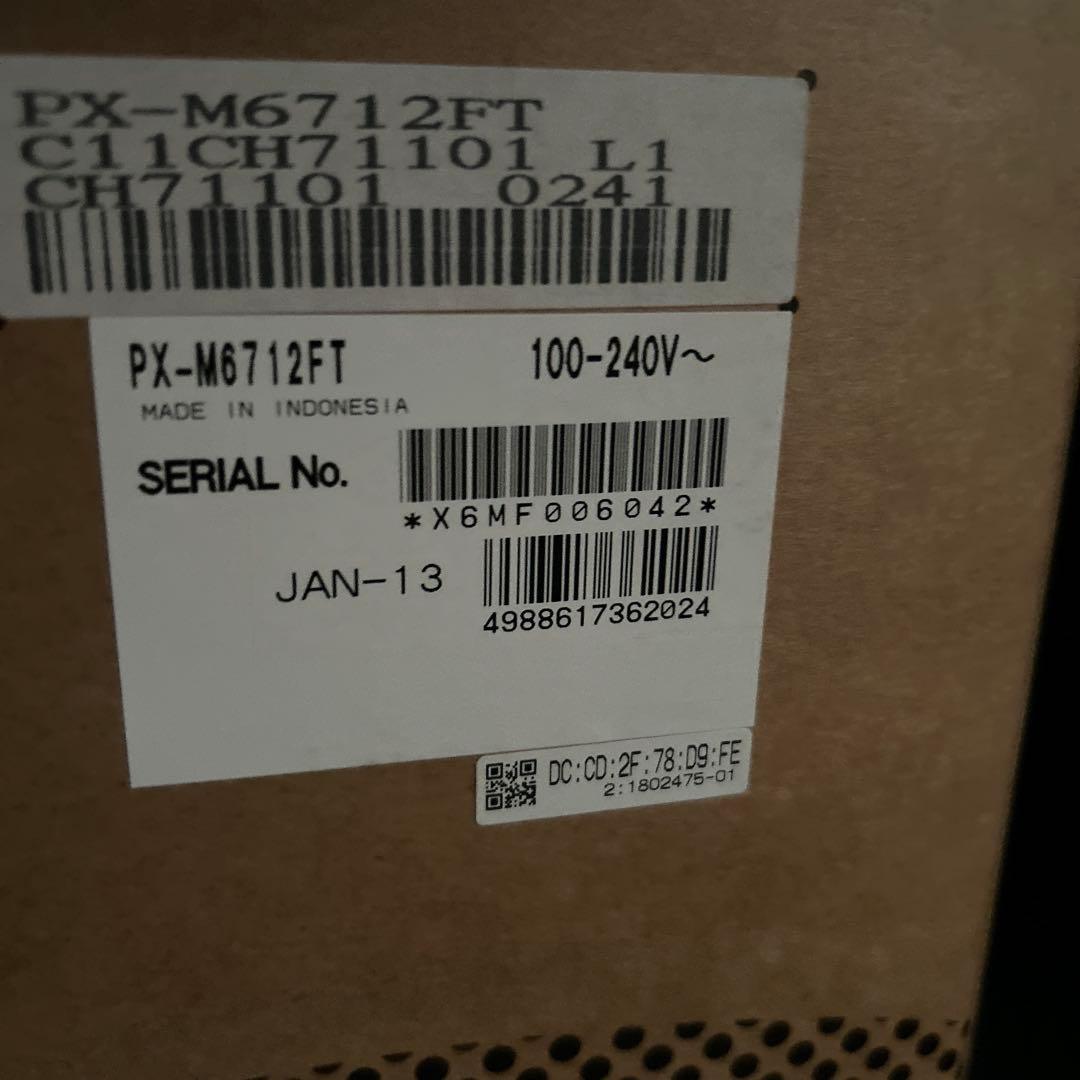 PX-M6712FT
C11CH71101 L1
CH71101 0241
PX-M6712FT 100-240V～
MADE IN INDONESIA
SERIAL No.
*X6MF006042*
JAN-13
4988617362024
DC:CD:2F:78:D9:FE
2:1802475-01